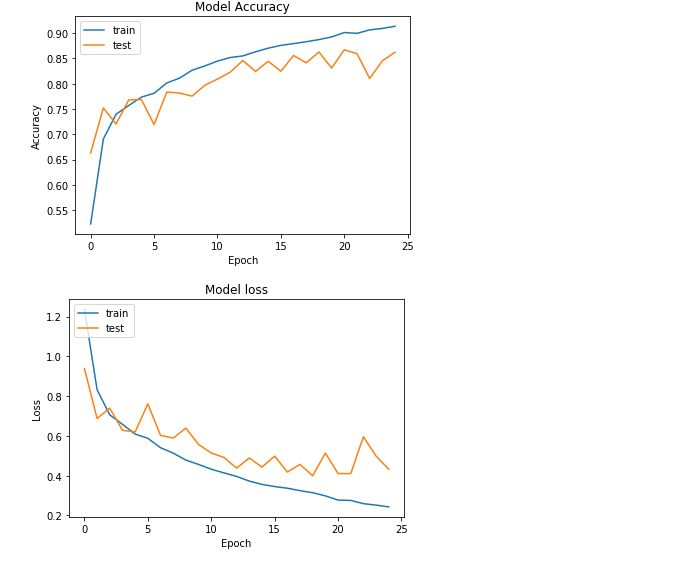 Model Accuracy
train
test
0.90
0.85
0.80
0.75
0.70
0.65
0.60
0.55
Accuracy
0 5 10 15 20 25
Epoch
Model loss
train
test
1.2
1.0
0.8
0.6
0.4
0.2
Loss
0 5 10 15 20 25
Epoch